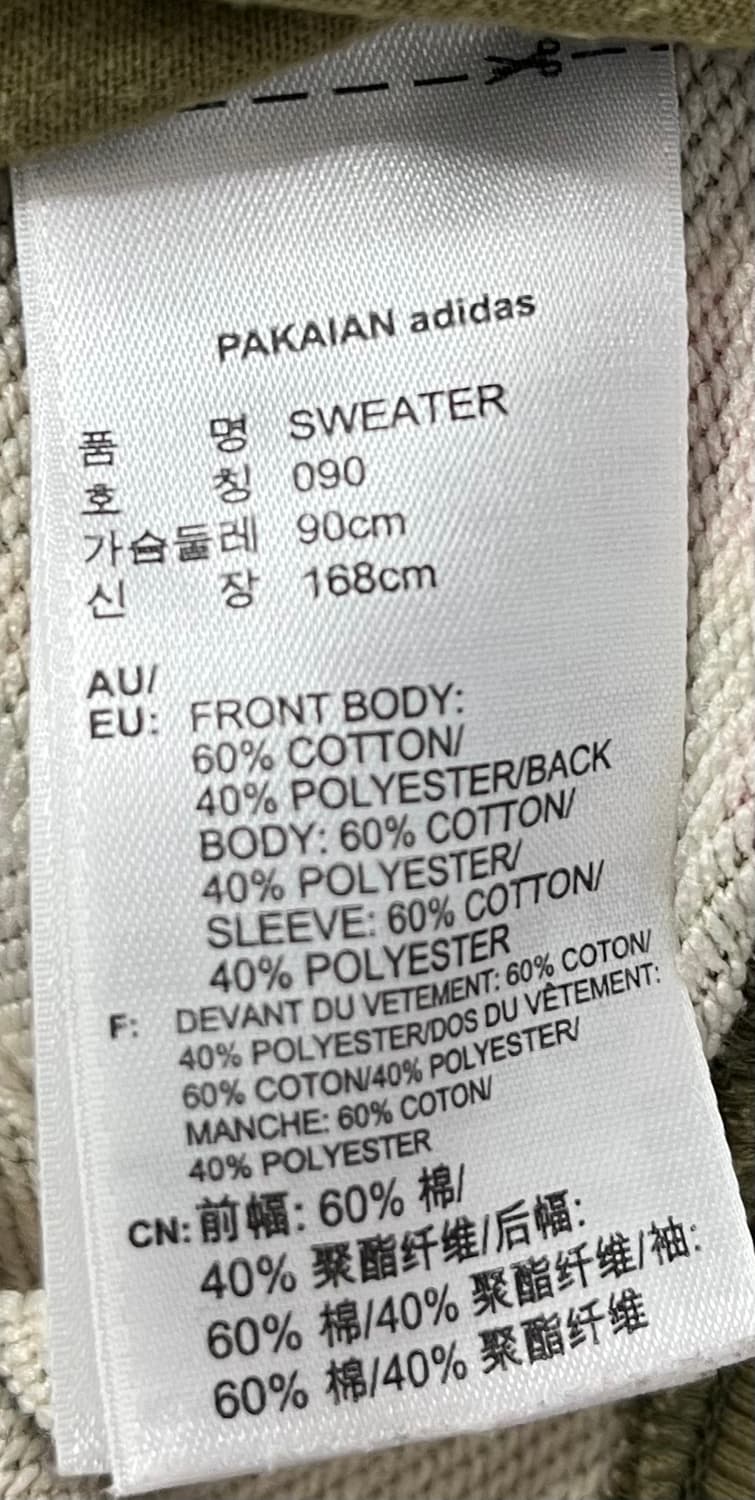 PAKAIAN adidas
품 명 SWEATER
호 칭 090
가슴둘레 90cm
신 장 168cm
AU/
EU: FRONT BODY:
60% COTTON/
40% POLYESTER/BACK
BODY: 60% COTTON/
40% POLYESTER/
SLEEVE: 60% COTTON/
40% POLYESTER
F: DEVANT DU VETEMENT: 60% COTON/
40% POLYESTER/DOS DU VÊTEMENT:
60% COTON/40% POLYESTER/
MANCHE: 60% COTON/
40% POLYESTER
CN: 前幅: 60% 棉/
40% 聚酯纤维/后幅:
60% 棉/40% 聚酯纤维/袖:
60% 棉/40% 聚酯纤维